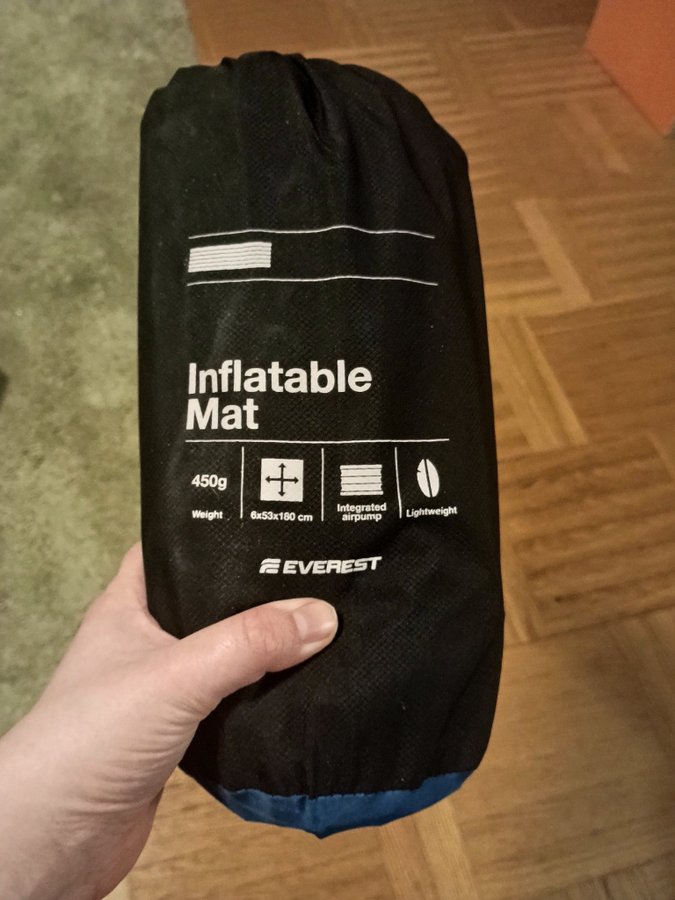 Inflatable
Mat
450g
Weight
6x53x180 cm
Integrated
airpump
Lightweight
EVEREST